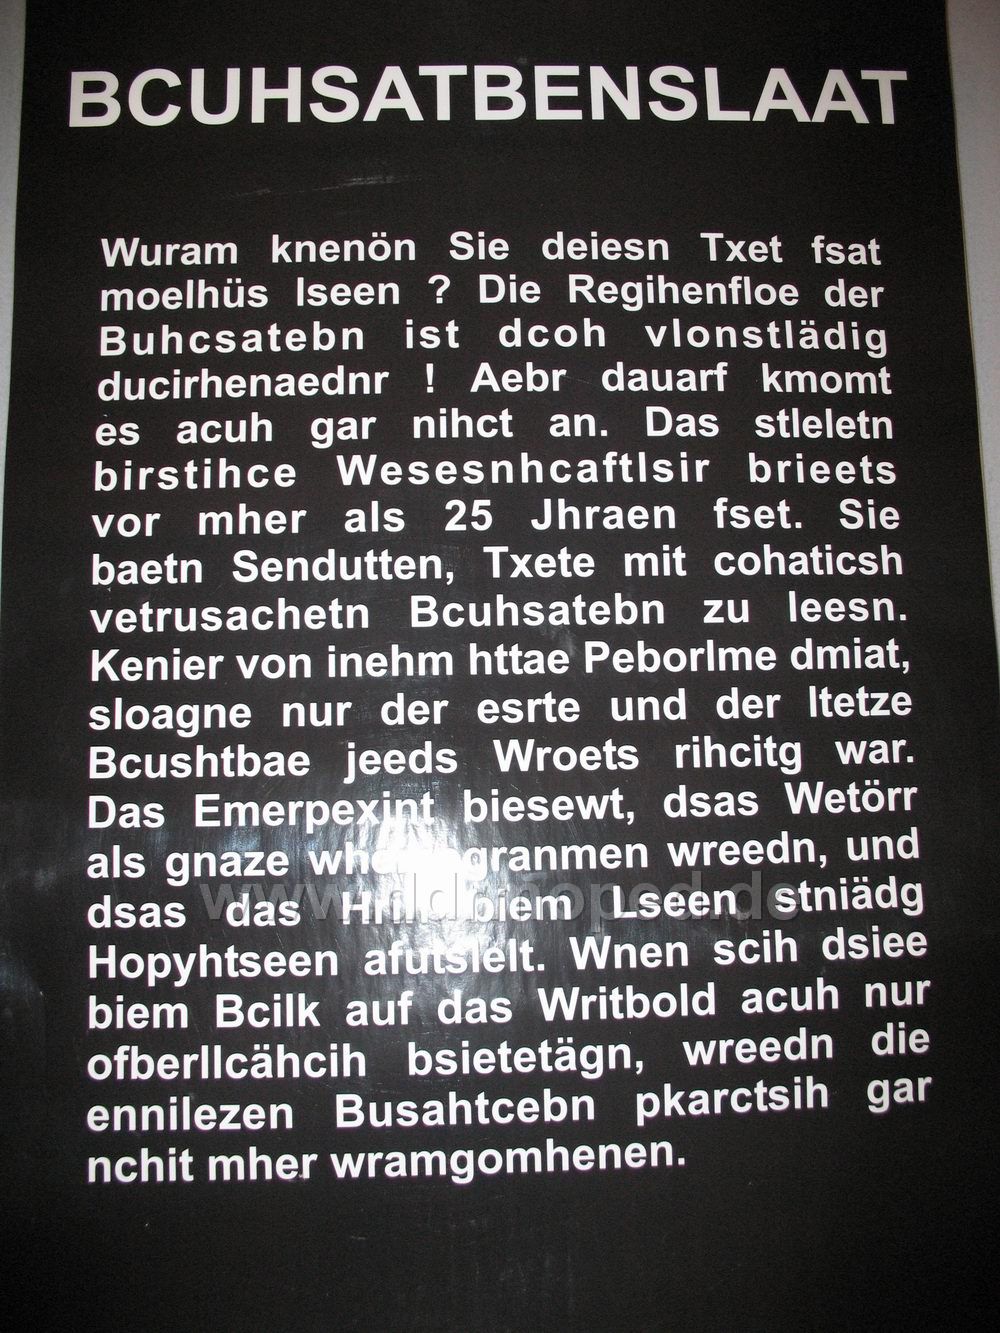 BCUHSATBENSLAAT
Wuram knenön Sie deiesn Txet fsat
moelhüs lseen ? Die Regihenfloe der
Buhcsatebn ist dcoh vlonstlädig
ducirhenaednr ! Aebr dauarf kmomt
es acuh gar nihct an. Das stleletn
birstihce Wesesnhcaftlsir brieets
vor mher als 25 Jhraen fset. Sie
baetn Sendutten, Txete mit cohaticsh
vetrusachetn Bcuhsatebn zu leesn.
Kenier von inehm httae Peborlme dmiat,
sloagne nur der esrte und der ltetze
Bcushtbae jeeds Wroets rihcitg war.
Das Emerpexint biesewt, dsas Wetörr
als gnaze granmen wreedn, und
dsas das biem Lseen stniädg
Hopyhtseen afutslelt. Wnen scih dsiee
biem Bcilk auf das Writbold acuh nur
ofberllcähcih bsietetägn, wreedn die
ennilezen Busahtcebn pkarctsih gar
nchit mher wramgomhenen.